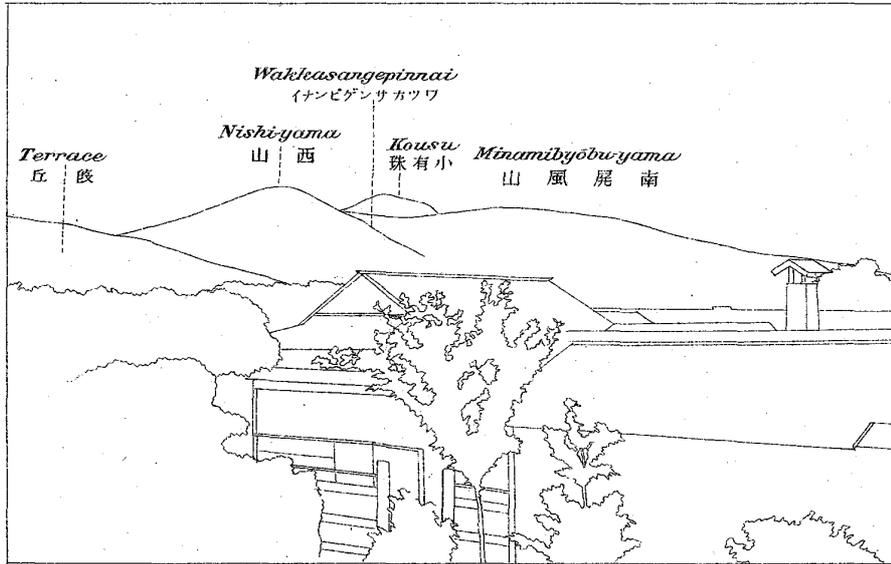 Wakkasangepinnai
ワツカサンゲピンナイ
Nishi-yama
西山
Kousu
小有珠
Minamibyōbu-yama
南屏風山
Terrace
段丘